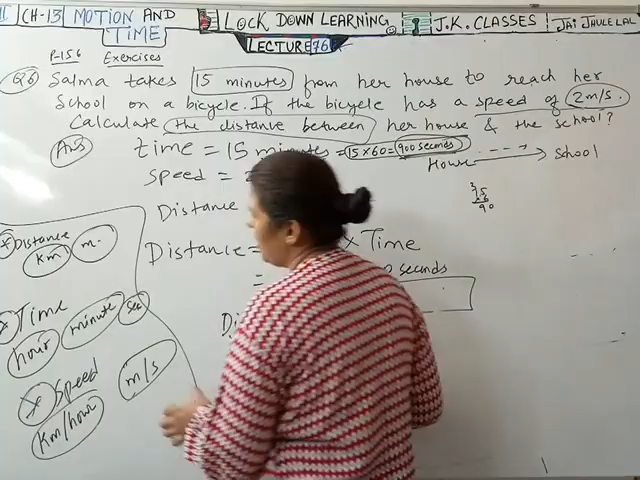 CH-13 MOTION AND TIME
LOCK DOWN LEARNING
LECTURE 76
J.K. CLASSES
JAI JHULE LAL
P-156 Exercises
Q6 Salma takes 15 minutes from her house to reach her
School on a bicycle. If the bicycle has a speed of 2m/s.
Calculate the distance between her house & the school?
Ans
time = 15 minutes = 15 X 60 = 900 seconds
House School
speed =
15
90
Distance
Distance = X Time
=
seconds
Distance
km m.
Time
hour minute sec
Speed
km/hour m/s